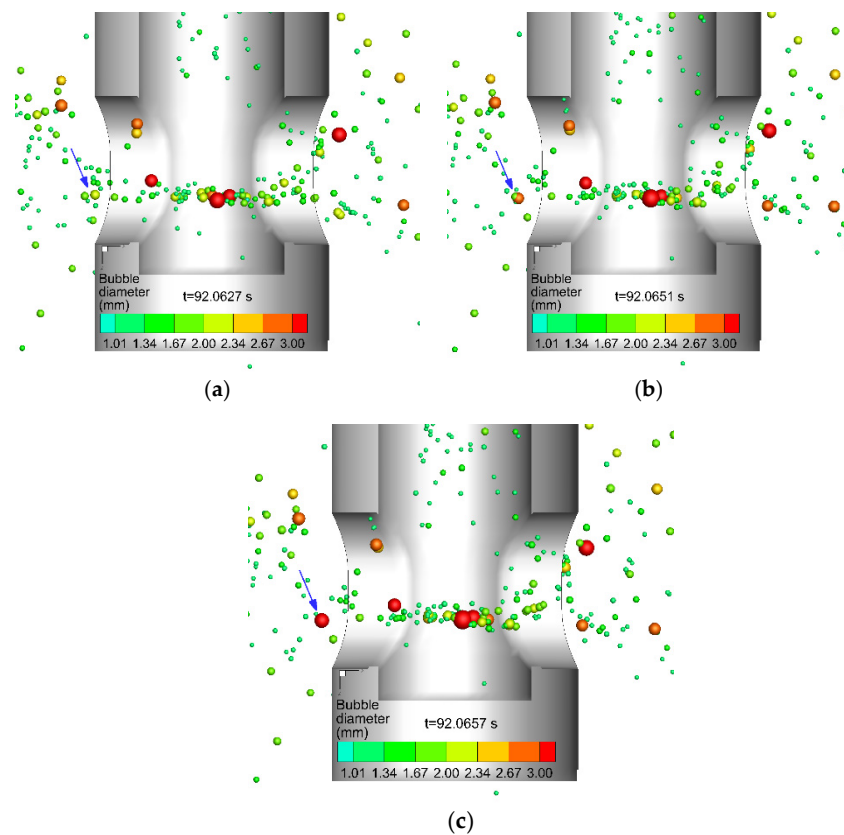 Bubble
diameter
(mm)
t=92.0627 s
1.01 1.34 1.67 2.00 2.34 2.67 3.00
(a)
Bubble
diameter
(mm)
t=92.0651 s
1.01 1.34 1.67 2.00 2.34 2.67 3.00
(b)
Bubble
diameter
(mm)
t=92.0657 s
1.01 1.34 1.67 2.00 2.34 2.67 3.00
(c)